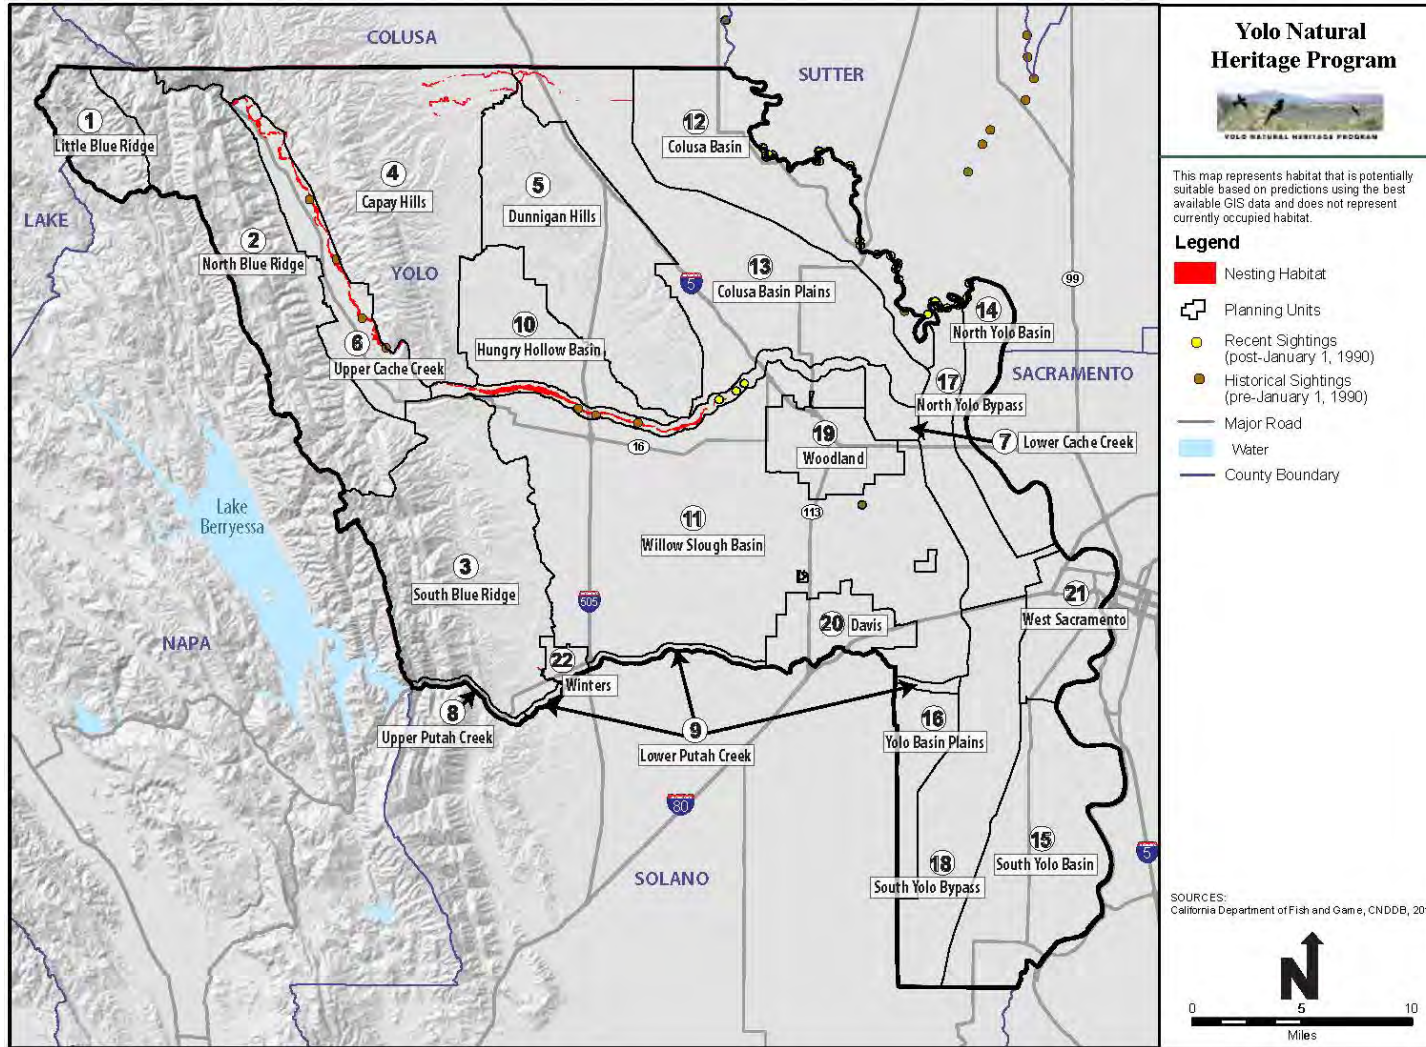 COLUSA
SUTTER
LAKE
YOLO
SACRAMENTO
NAPA
SOLANO
1
Little Blue Ridge
2
North Blue Ridge
4
Capay Hills
5
Dunnigan Hills
12
Colusa Basin
13
Colusa Basin Plains
14
North Yolo Basin
10
Hungry Hollow Basin
6
Upper Cache Creek
17
North Yolo Bypass
7
Lower Cache Creek
19
Woodland
11
Willow Slough Basin
3
South Blue Ridge
20
Davis
21
West Sacramento
22
Winters
8
Upper Putah Creek
9
Lower Putah Creek
16
Yolo Basin Plains
18
South Yolo Bypass
15
South Yolo Basin
Lake
Berryessa
5
99
16
113
505
80
5
Yolo Natural
Heritage Program
YOLO NATURAL HERITAGE PROGRAM
This map represents habitat that is potentially
suitable based on predictions using the best
available GIS data and does not represent
currently occupied habitat.
Legend
Nesting Habitat
Planning Units
Recent Sightings
(post-January 1, 1990)
Historical Sightings
(pre-January 1, 1990)
Major Road
Water
County Boundary
SOURCES:
California Department of Fish and Game, CNDDB,
N
0 5 10
Miles